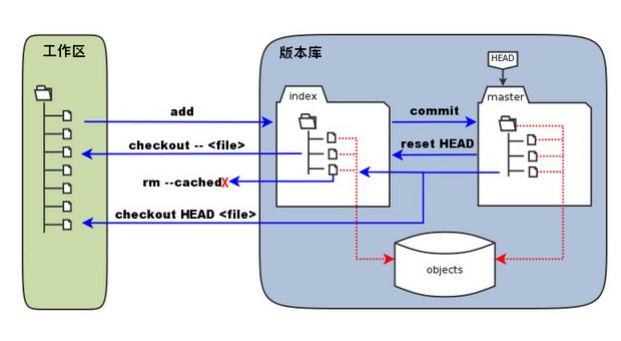 工作区
版本库
HEAD
index
master
add
commit
checkout -- <file>
reset HEAD
rm --cachedX
checkout HEAD <file>
objects